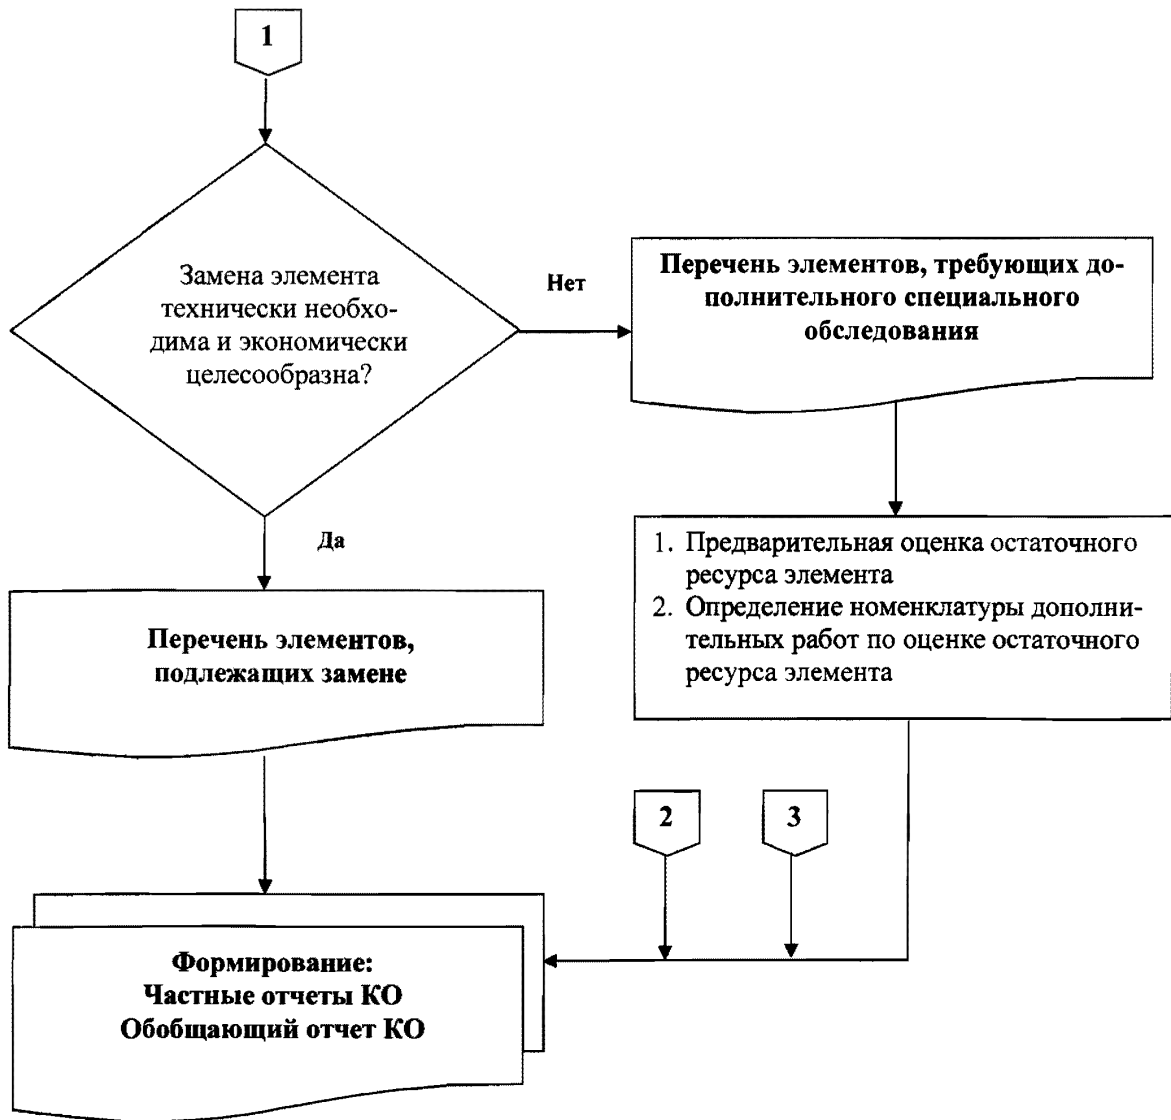 1
Замена элемента
технически необхо-
дима и экономически
целесообразна?
Нет
Перечень элементов, требующих до-
полнительного специального
обследования
Да
1. Предварительная оценка остаточного
ресурса элемента
2. Определение номенклатуры дополни-
тельных работ по оценке остаточного
ресурса элемента
Перечень элементов,
подлежащих замене
2
3
Формирование:
Частные отчеты КО
Обобщающий отчет КО